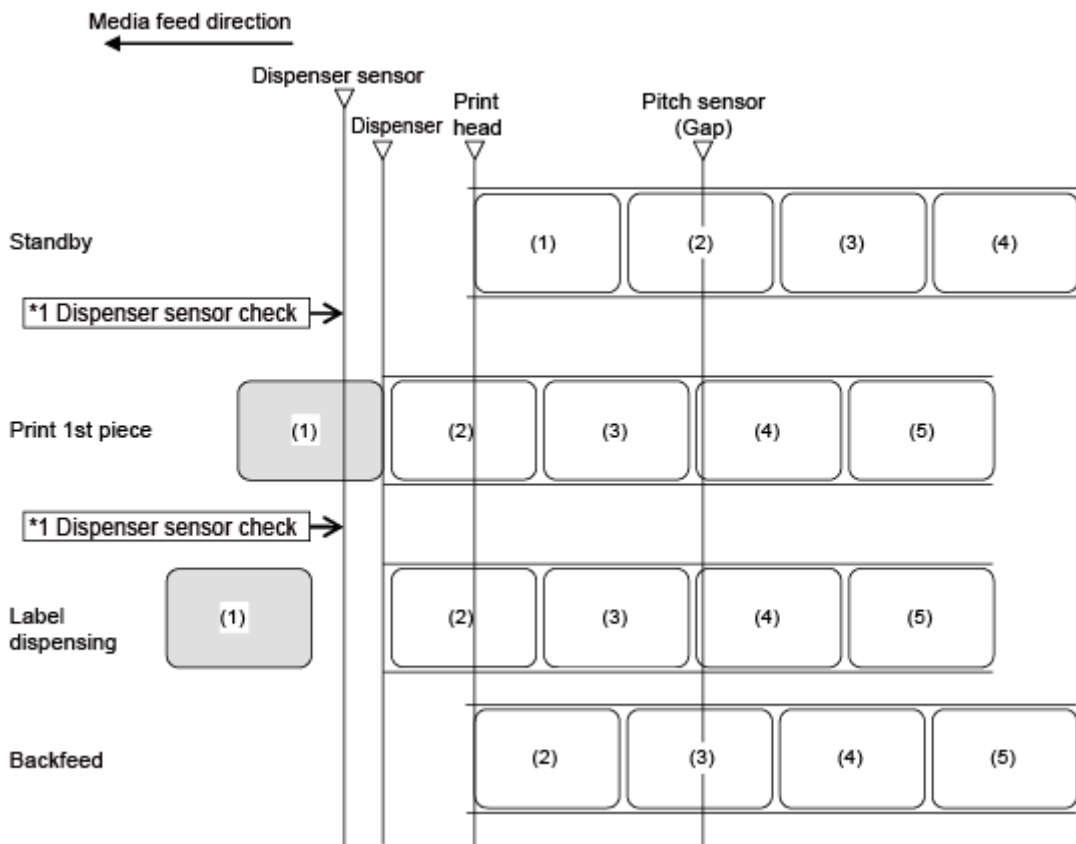 Media feed direction
Dispenser sensor
Dispenser
Print
head
Pitch sensor
(Gap)
Standby
(1) (2) (3) (4)
*1 Dispenser sensor check
Print 1st piece
(1) (2) (3) (4) (5)
*1 Dispenser sensor check
Label
dispensing
(1) (2) (3) (4) (5)
Backfeed
(2) (3) (4) (5)